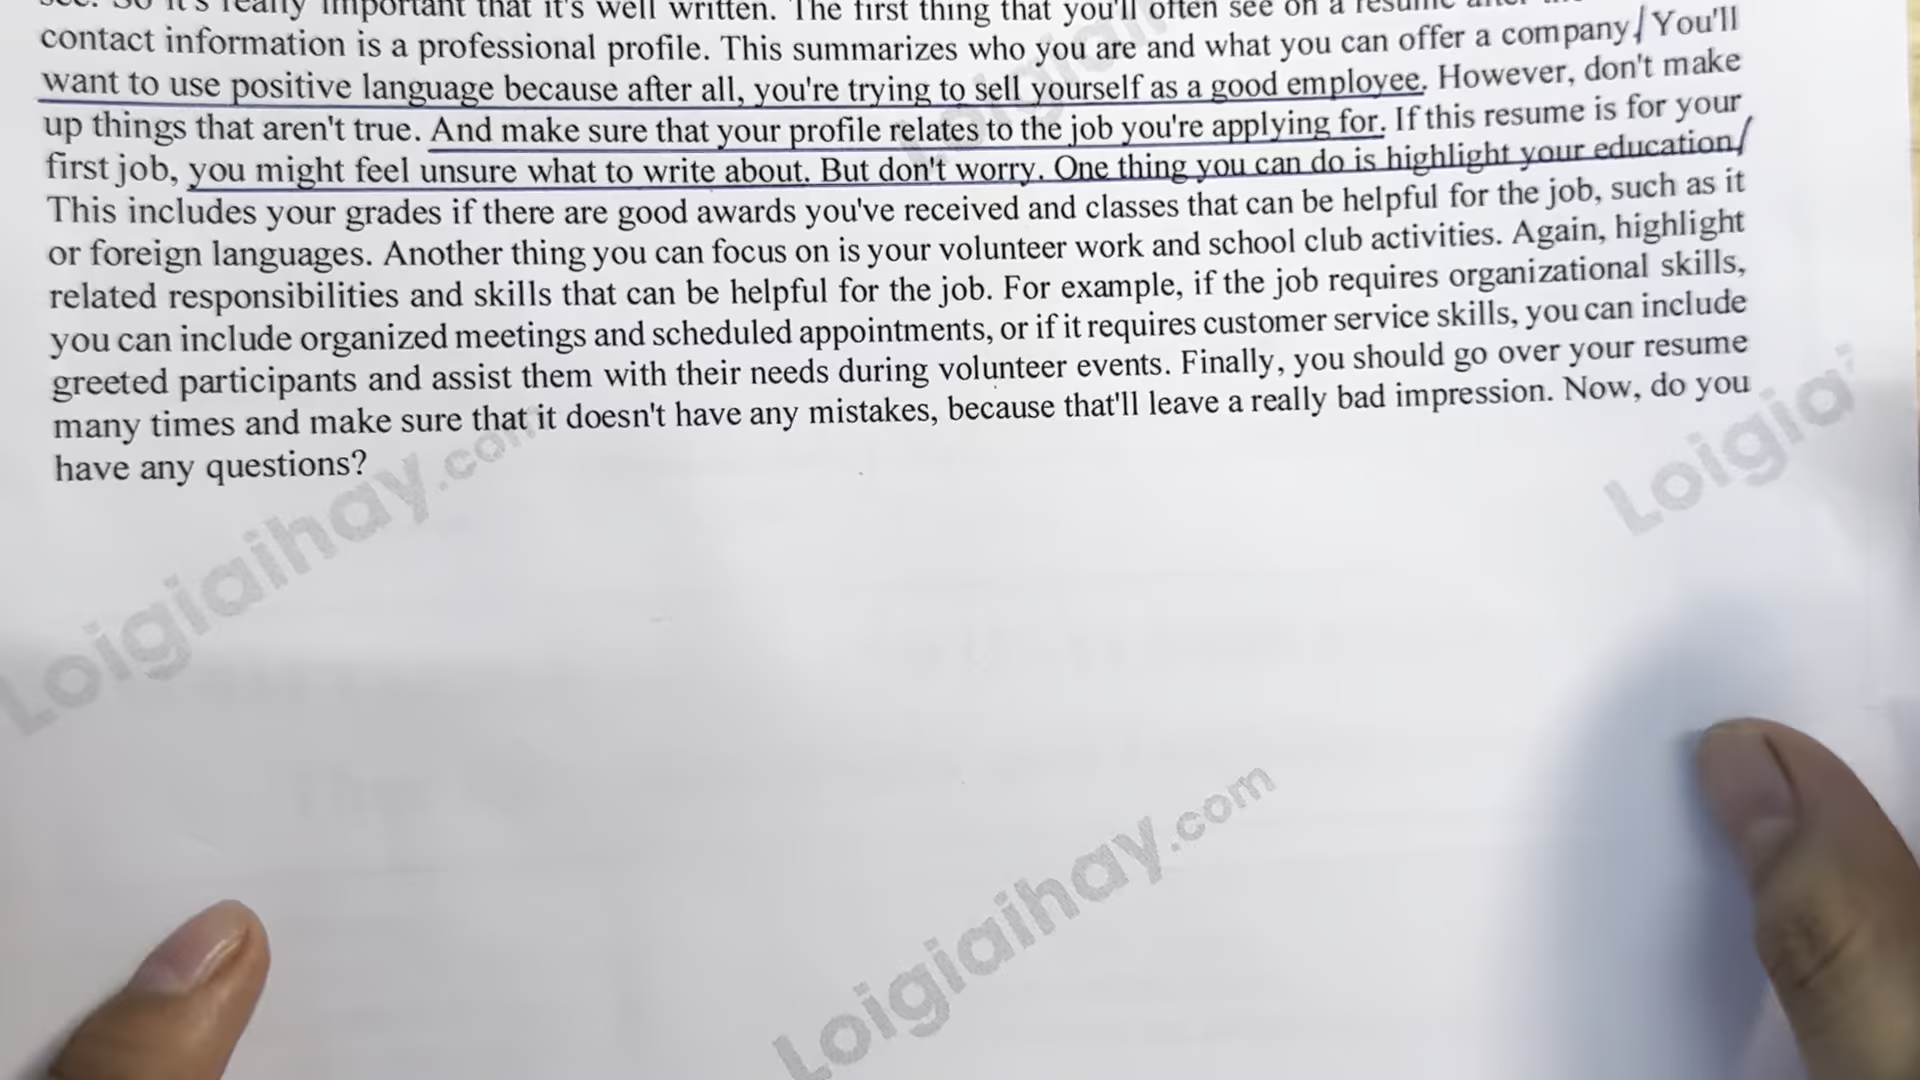 see. So it's really important that it's well written. The first thing that you'll often see on a resume after
contact information is a professional profile. This summarizes who you are and what you can offer a company/ You'll
want to use positive language because after all, you're trying to sell yourself as a good employee. However, don't make
up things that aren't true. And make sure that your profile relates to the job you're applying for. If this resume is for your
first job, you might feel unsure what to write about. But don't worry. One thing you can do is highlight your education/
This includes your grades if there are good awards you've received and classes that can be helpful for the job, such as it
or foreign languages. Another thing you can focus on is your volunteer work and school club activities. Again, highlight
related responsibilities and skills that can be helpful for the job. For example, if the job requires organizational skills,
you can include organized meetings and scheduled appointments, or if it requires customer service skills, you can include
greeted participants and assist them with their needs during volunteer events. Finally, you should go over your resume
many times and make sure that it doesn't have any mistakes, because that'll leave a really bad impression. Now, do you
have any questions?
Loigiaihay.com
Loigiai
Loigiaihay.com